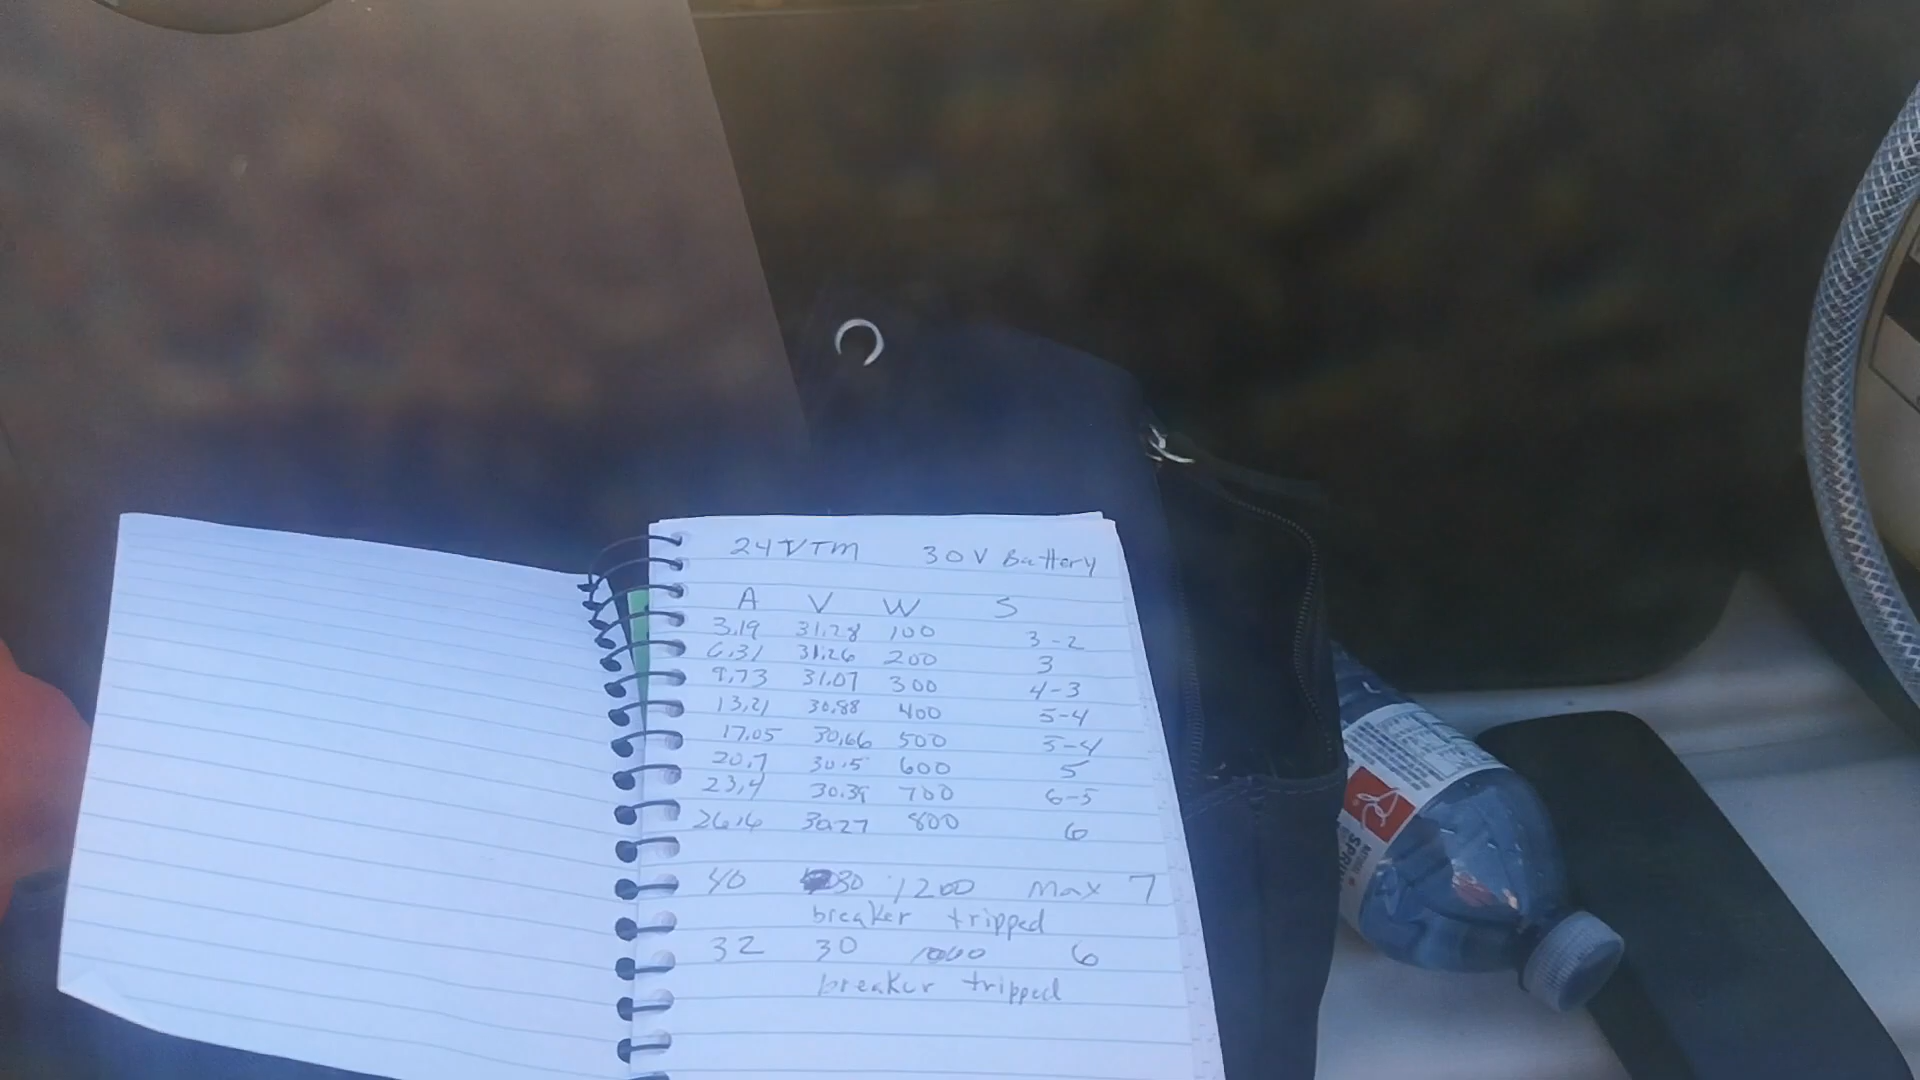 24V TM 30V Battery
A V W S
3.19 31.28 100 3-2
6.31 31.26 200 3
9.73 31.07 300 4-3
13.21 30.88 400 5-4
17.05 30.66 500 5-4
20.7 30.5 600 5
23.4 30.39 700 6-5
26.6 30.27 800 6
40 30 1200 max 7
breaker tripped
32 30 1000 6
breaker tripped